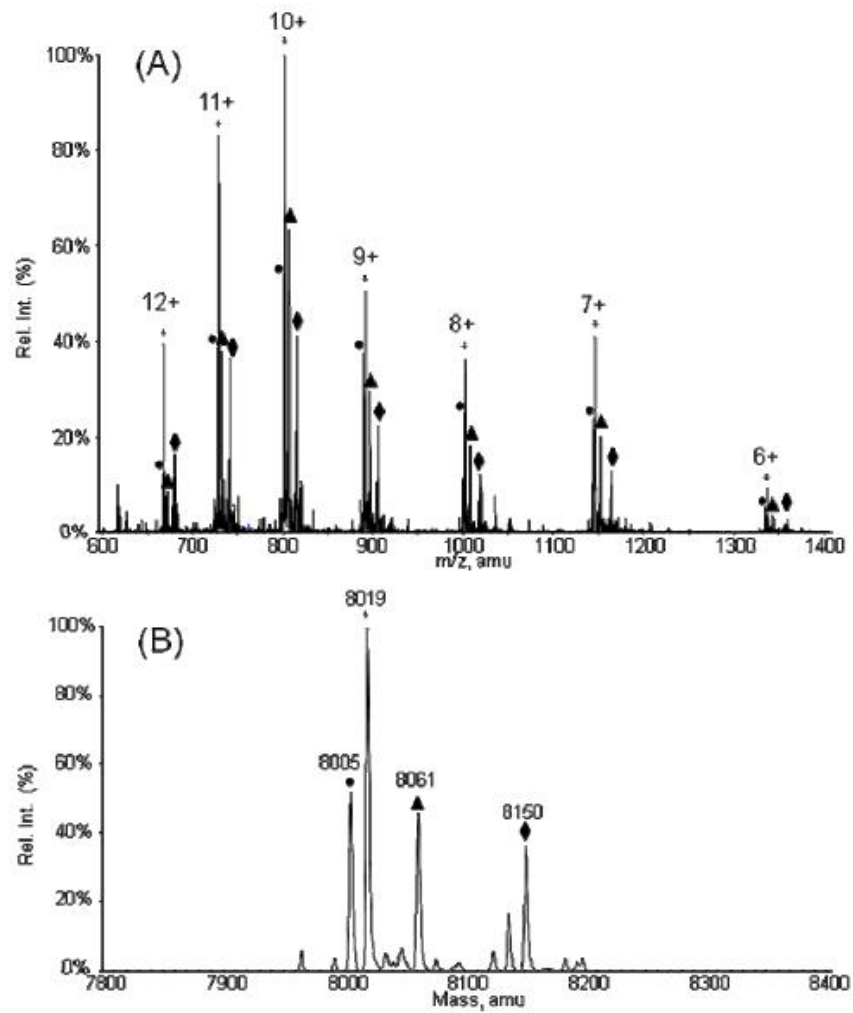 (A)
Rel. Int. (%)
100%
80%
60%
40%
20%
0%
12+
11+
10+
9+
8+
7+
6+
600 700 800 900 1000 1100 1200 1300 1400
m/z, amu
(B)
Rel. Int. (%)
100%
80%
60%
40%
20%
0%
8005
8019
8061
8150
7800 7900 8000 8100 8200 8300 8400
Mass, amu